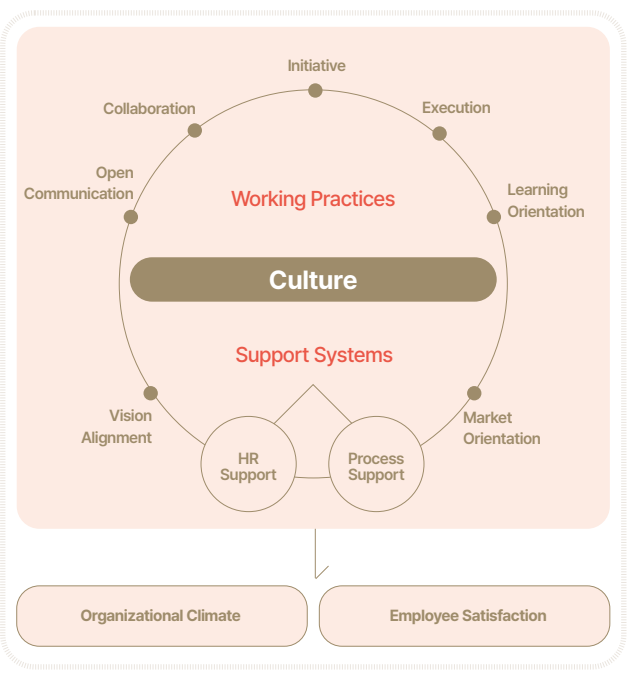 Initiative
Collaboration
Execution
Open
Communication
Learning
Orientation
Working Practices
Culture
Support Systems
Vision
Alignment
Market
Orientation
HR
Support
Process
Support
Organizational Climate
Employee Satisfaction